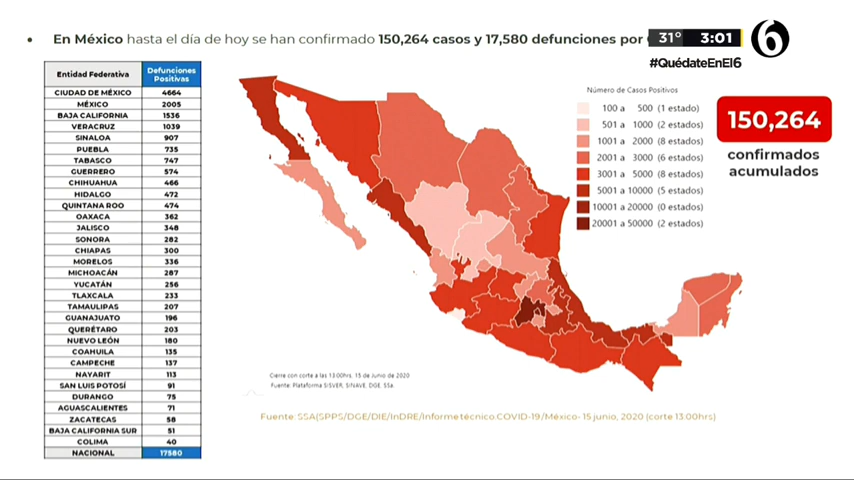 • En México hasta el día de hoy se han confirmado 150,264 casos y 17,580 defunciones por
31° 3:01
6
#QuédateEnEl6
Entidad Federativa Defunciones Positivas
CIUDAD DE MÉXICO 4664
MÉXICO 2005
BAJA CALIFORNIA 1536
VERACRUZ 1039
SINALOA 907
PUEBLA 735
TABASCO 747
GUERRERO 574
CHIHUAHUA 466
HIDALGO 472
QUINTANA ROO 474
OAXACA 362
JALISCO 348
SONORA 282
CHIAPAS 300
MORELOS 336
MICHOACÁN 287
YUCATÁN 256
TLAXCALA 233
TAMAULIPAS 207
GUANAJUATO 196
QUERÉTARO 203
NUEVO LEÓN 180
COAHUILA 135
CAMPECHE 137
NAYARIT 113
SAN LUIS POTOSÍ 91
DURANGO 75
AGUASCALIENTES 71
ZACATECAS 58
BAJA CALIFORNIA SUR 51
COLIMA 40
NACIONAL 17580
Número de Casos Positivos
100 a 500 (1 estado)
501 a 1000 (2 estados)
1001 a 2000 (8 estados)
2001 a 3000 (6 estados)
3001 a 5000 (8 estados)
5001 a 10000 (5 estados)
10001 a 20000 (0 estados)
20001 a 50000 (2 estados)
150,264
confirmados
acumulados
Cierre con corte a las 13:00hrs. 15 de Junio de 2020
Fuente: Plataforma SISVER, SINAVE, DGE, SSa.
Fuente: SSA(SPPS/DGE/DIE/InDRE/Informe técnico.COVID-19/México- 15 junio, 2020 (corte 13:00hrs)